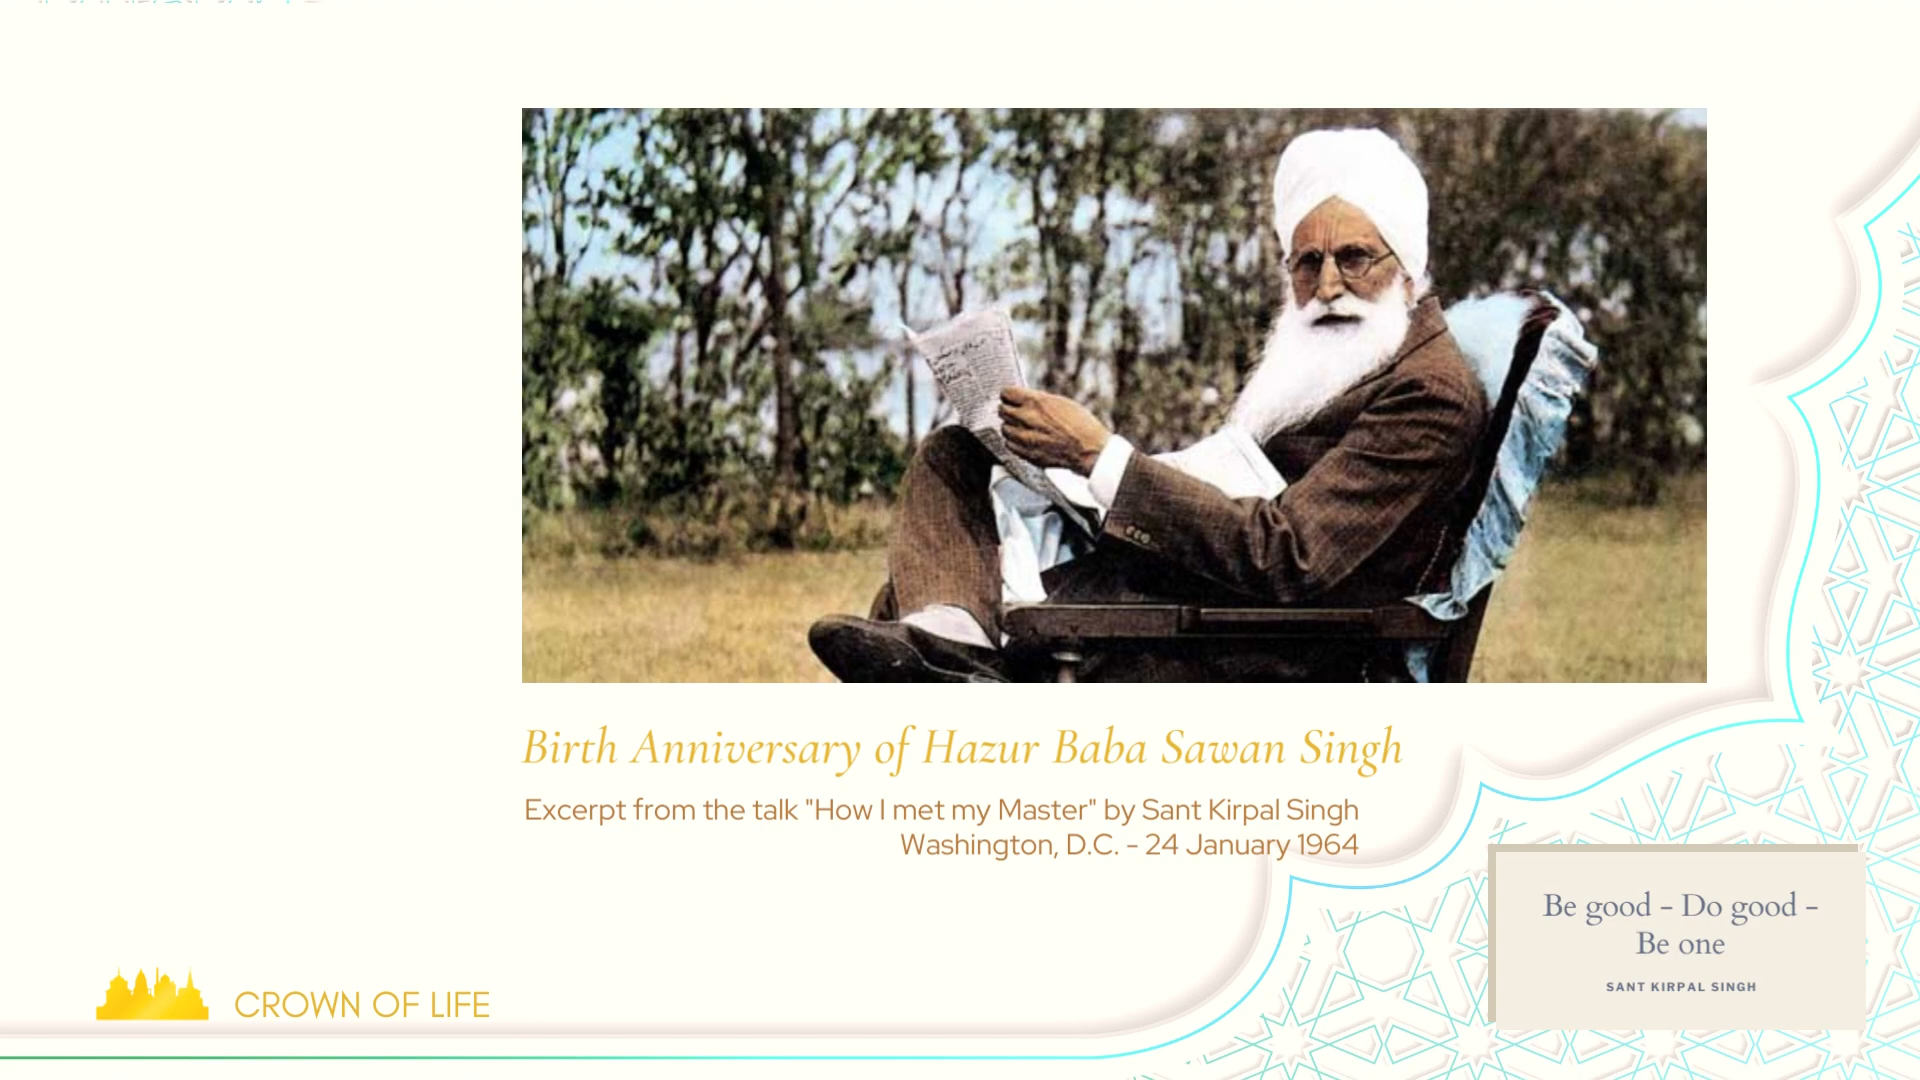 Birth Anniversary of Hazur Baba Sawan Singh
Excerpt from the talk "How I met my Master" by Sant Kirpal Singh
Washington, D.C. - 24 January 1964
Be good - Do good -
Be one
SANT KIRPAL SINGH
CROWN OF LIFE